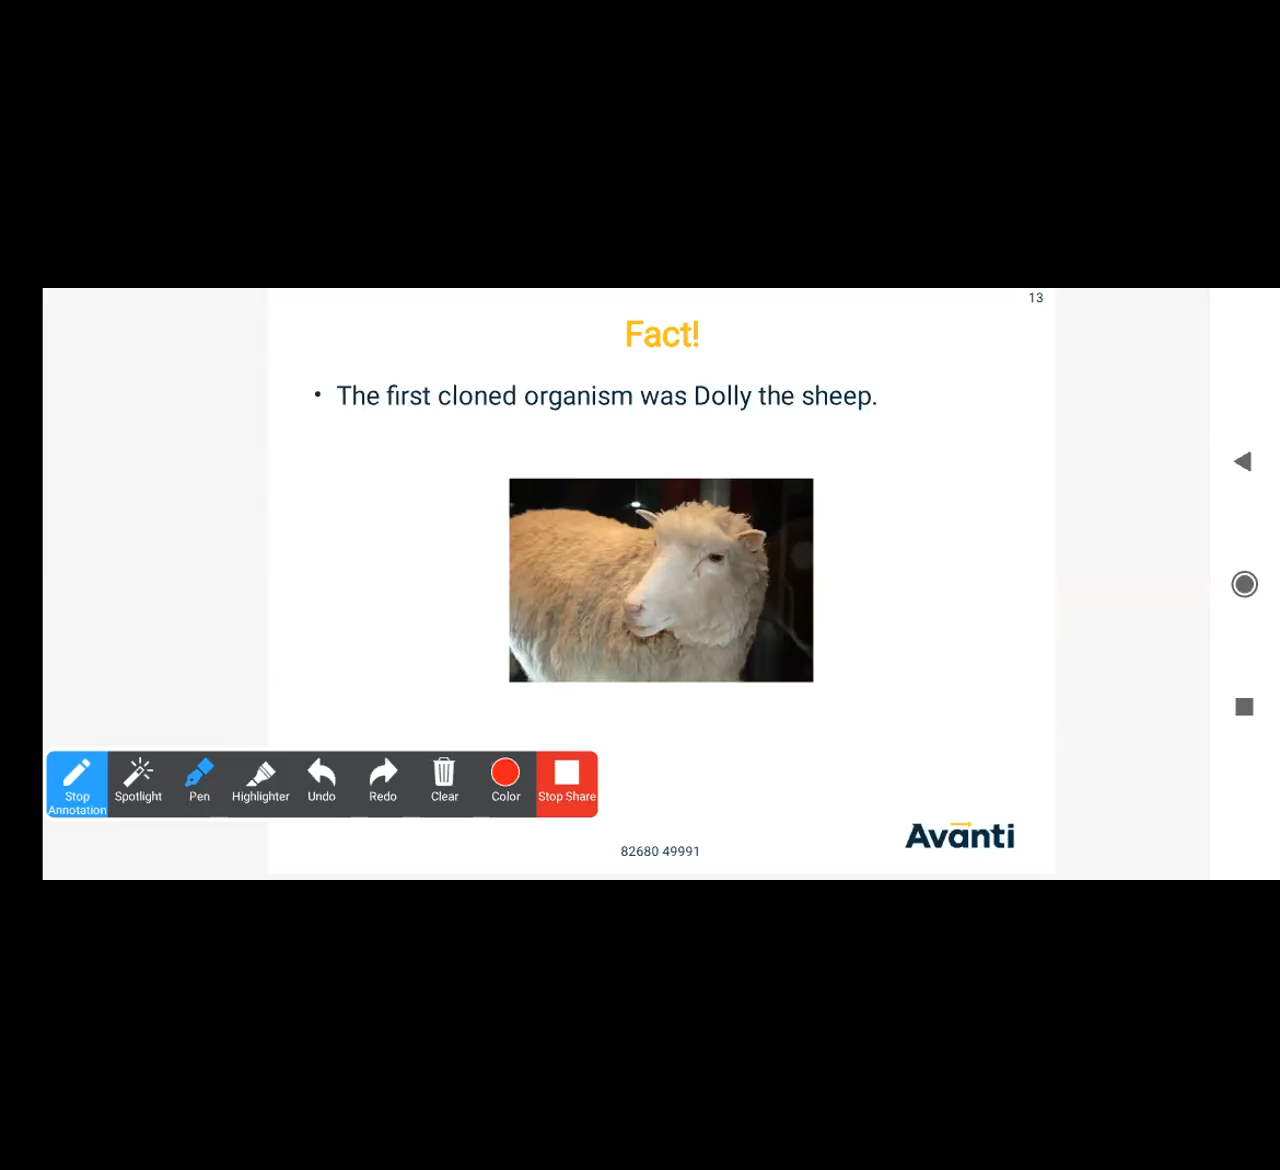 13
Fact!
• The first cloned organism was Dolly the sheep.
Stop Annotation
Spotlight
Pen
Highlighter
Undo
Redo
Clear
Color
Stop Share
Avanti
82680 49991